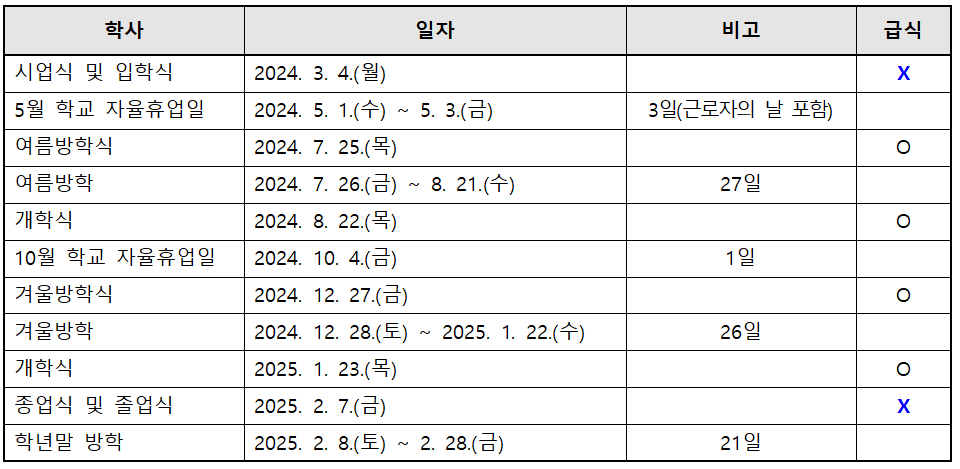 학사 일자 비고 급식
시업식 및 입학식 2024. 3. 4.(월) X
5월 학교 자율휴업일 2024. 5. 1.(수) ~ 5. 3.(금) 3일(근로자의 날 포함)
여름방학식 2024. 7. 25.(목) O
여름방학 2024. 7. 26.(금) ~ 8. 21.(수) 27일
개학식 2024. 8. 22.(목) O
10월 학교 자율휴업일 2024. 10. 4.(금) 1일
겨울방학식 2024. 12. 27.(금) O
겨울방학 2024. 12. 28.(토) ~ 2025. 1. 22.(수) 26일
개학식 2025. 1. 23.(목) O
종업식 및 졸업식 2025. 2. 7.(금) X
학년말 방학 2025. 2. 8.(토) ~ 2. 28.(금) 21일